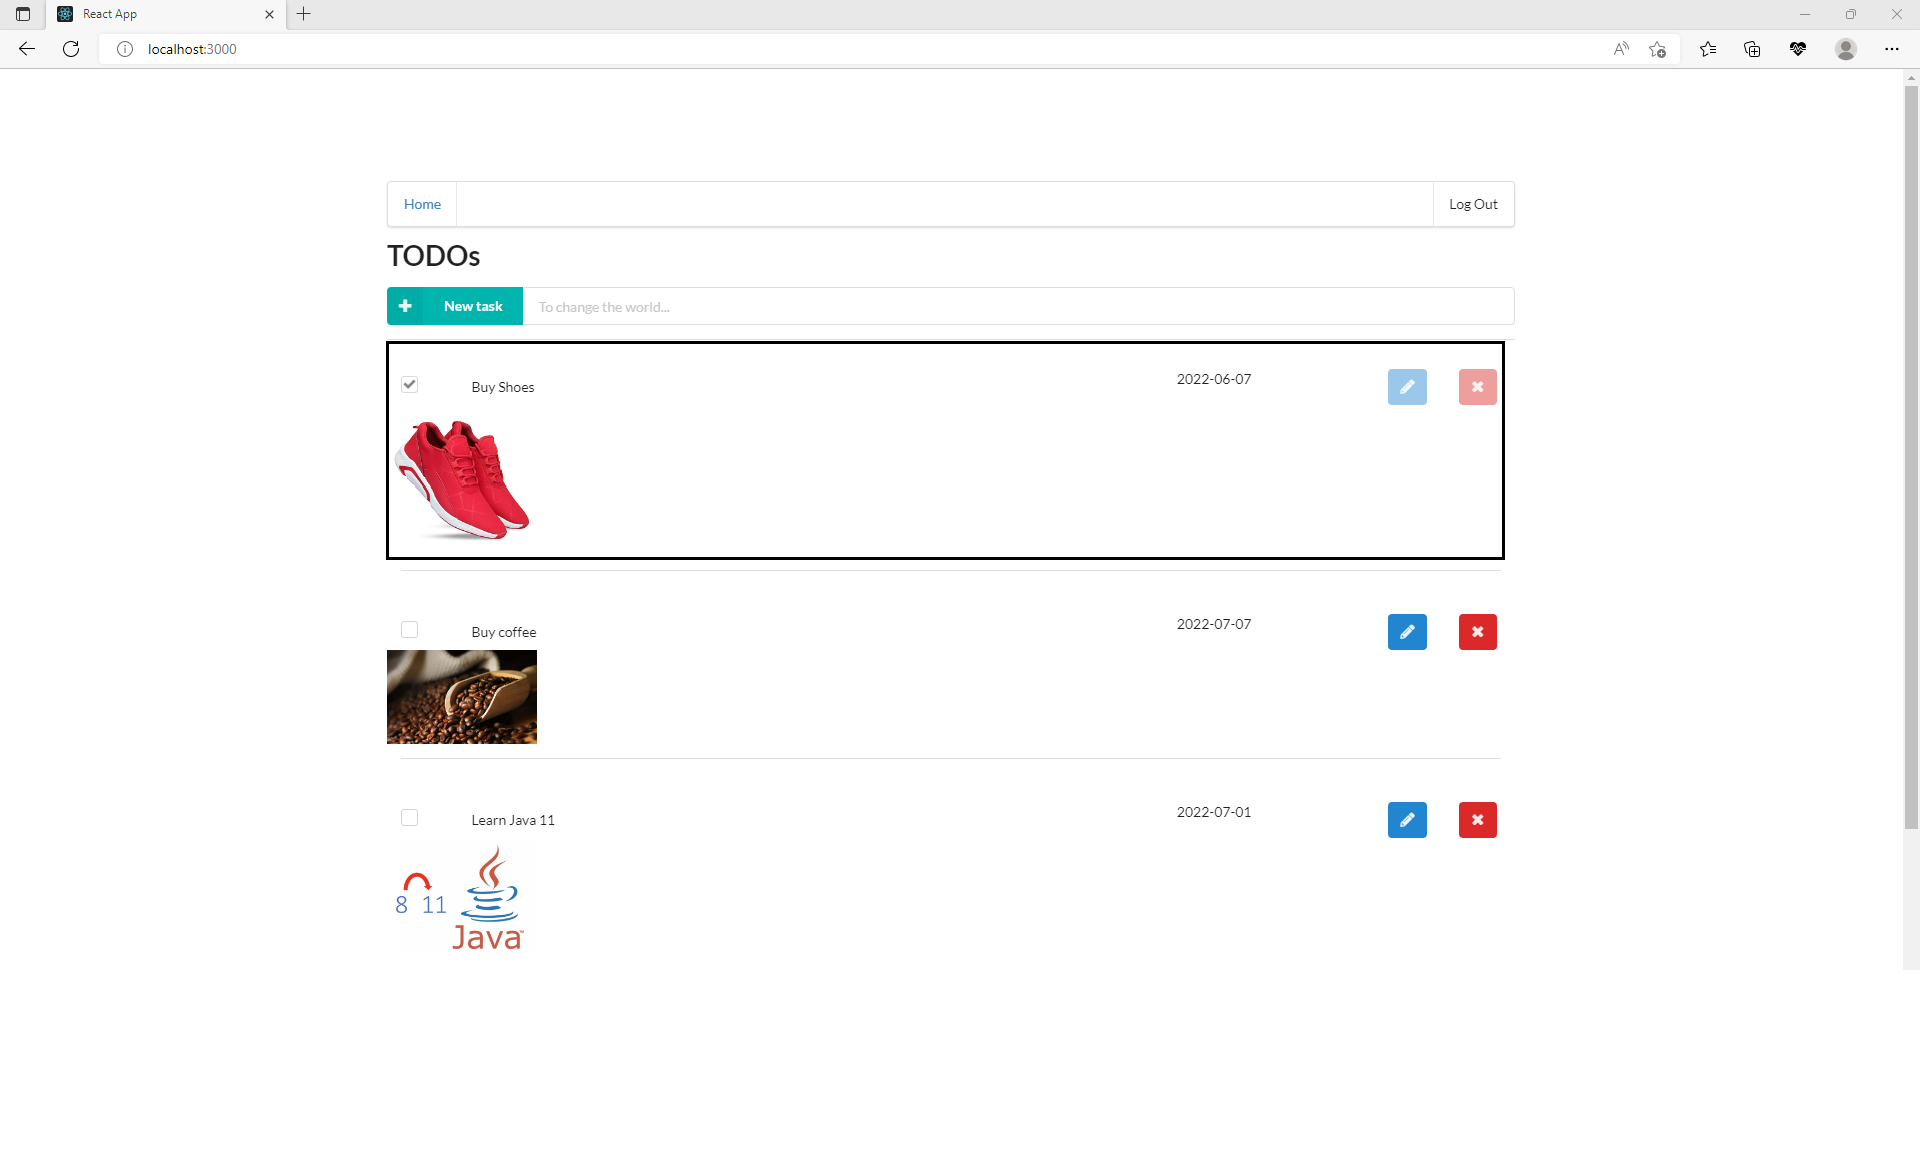 React App
localhost:3000
Home
Log Out
TODOs
New task
To change the world...
Buy Shoes
2022-06-07
Buy coffee
2022-07-07
Learn Java 11
2022-07-01
8 11
Java™